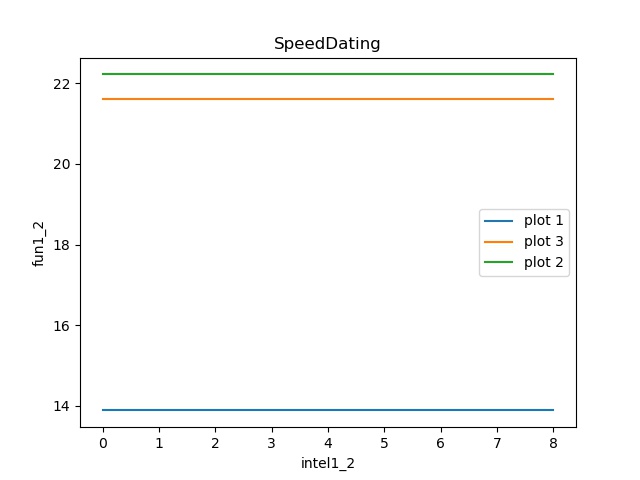 SpeedDating
22
20
18
16
14
fun1_2
plot 1
plot 3
plot 2
0 1 2 3 4 5 6 7 8
intel1_2